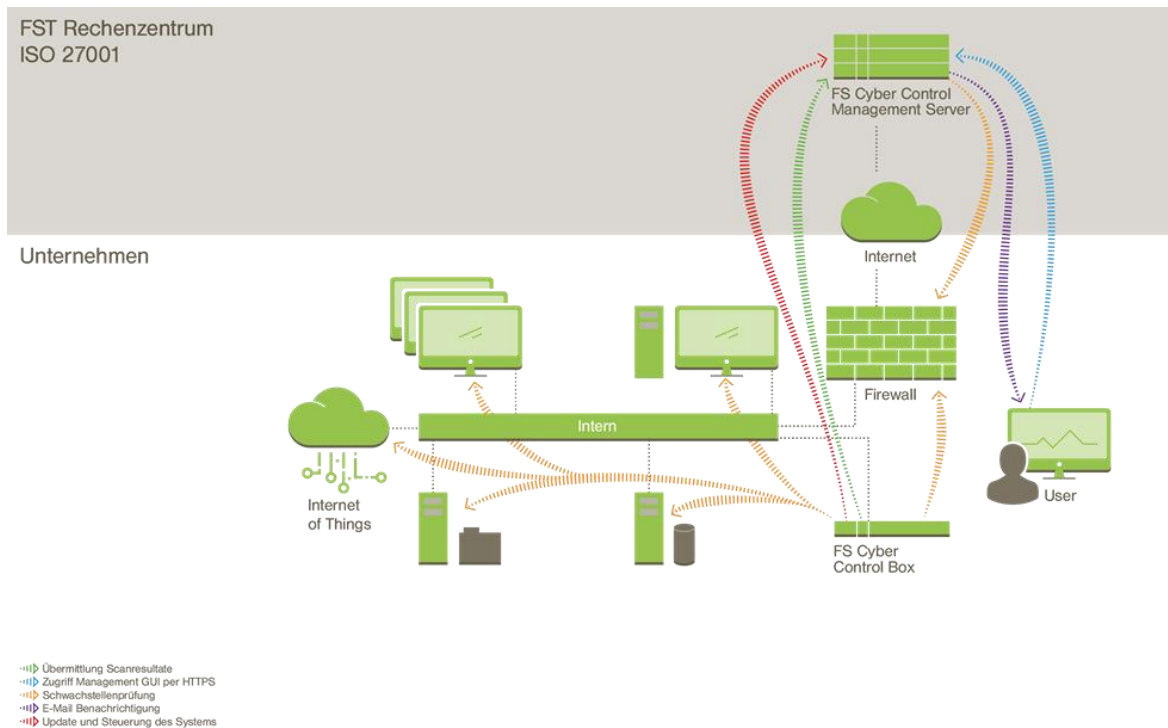 FST Rechenzentrum
ISO 27001
FS Cyber Control
Management Server
Internet
Unternehmen
Firewall
Intern
Internet
of Things
User
FS Cyber
Control Box
Übermittlung Scanresultate
Zugriff Management GUI per HTTPS
Schwachstellenprüfung
E-Mail Benachrichtigung
Update und Steuerung des Systems